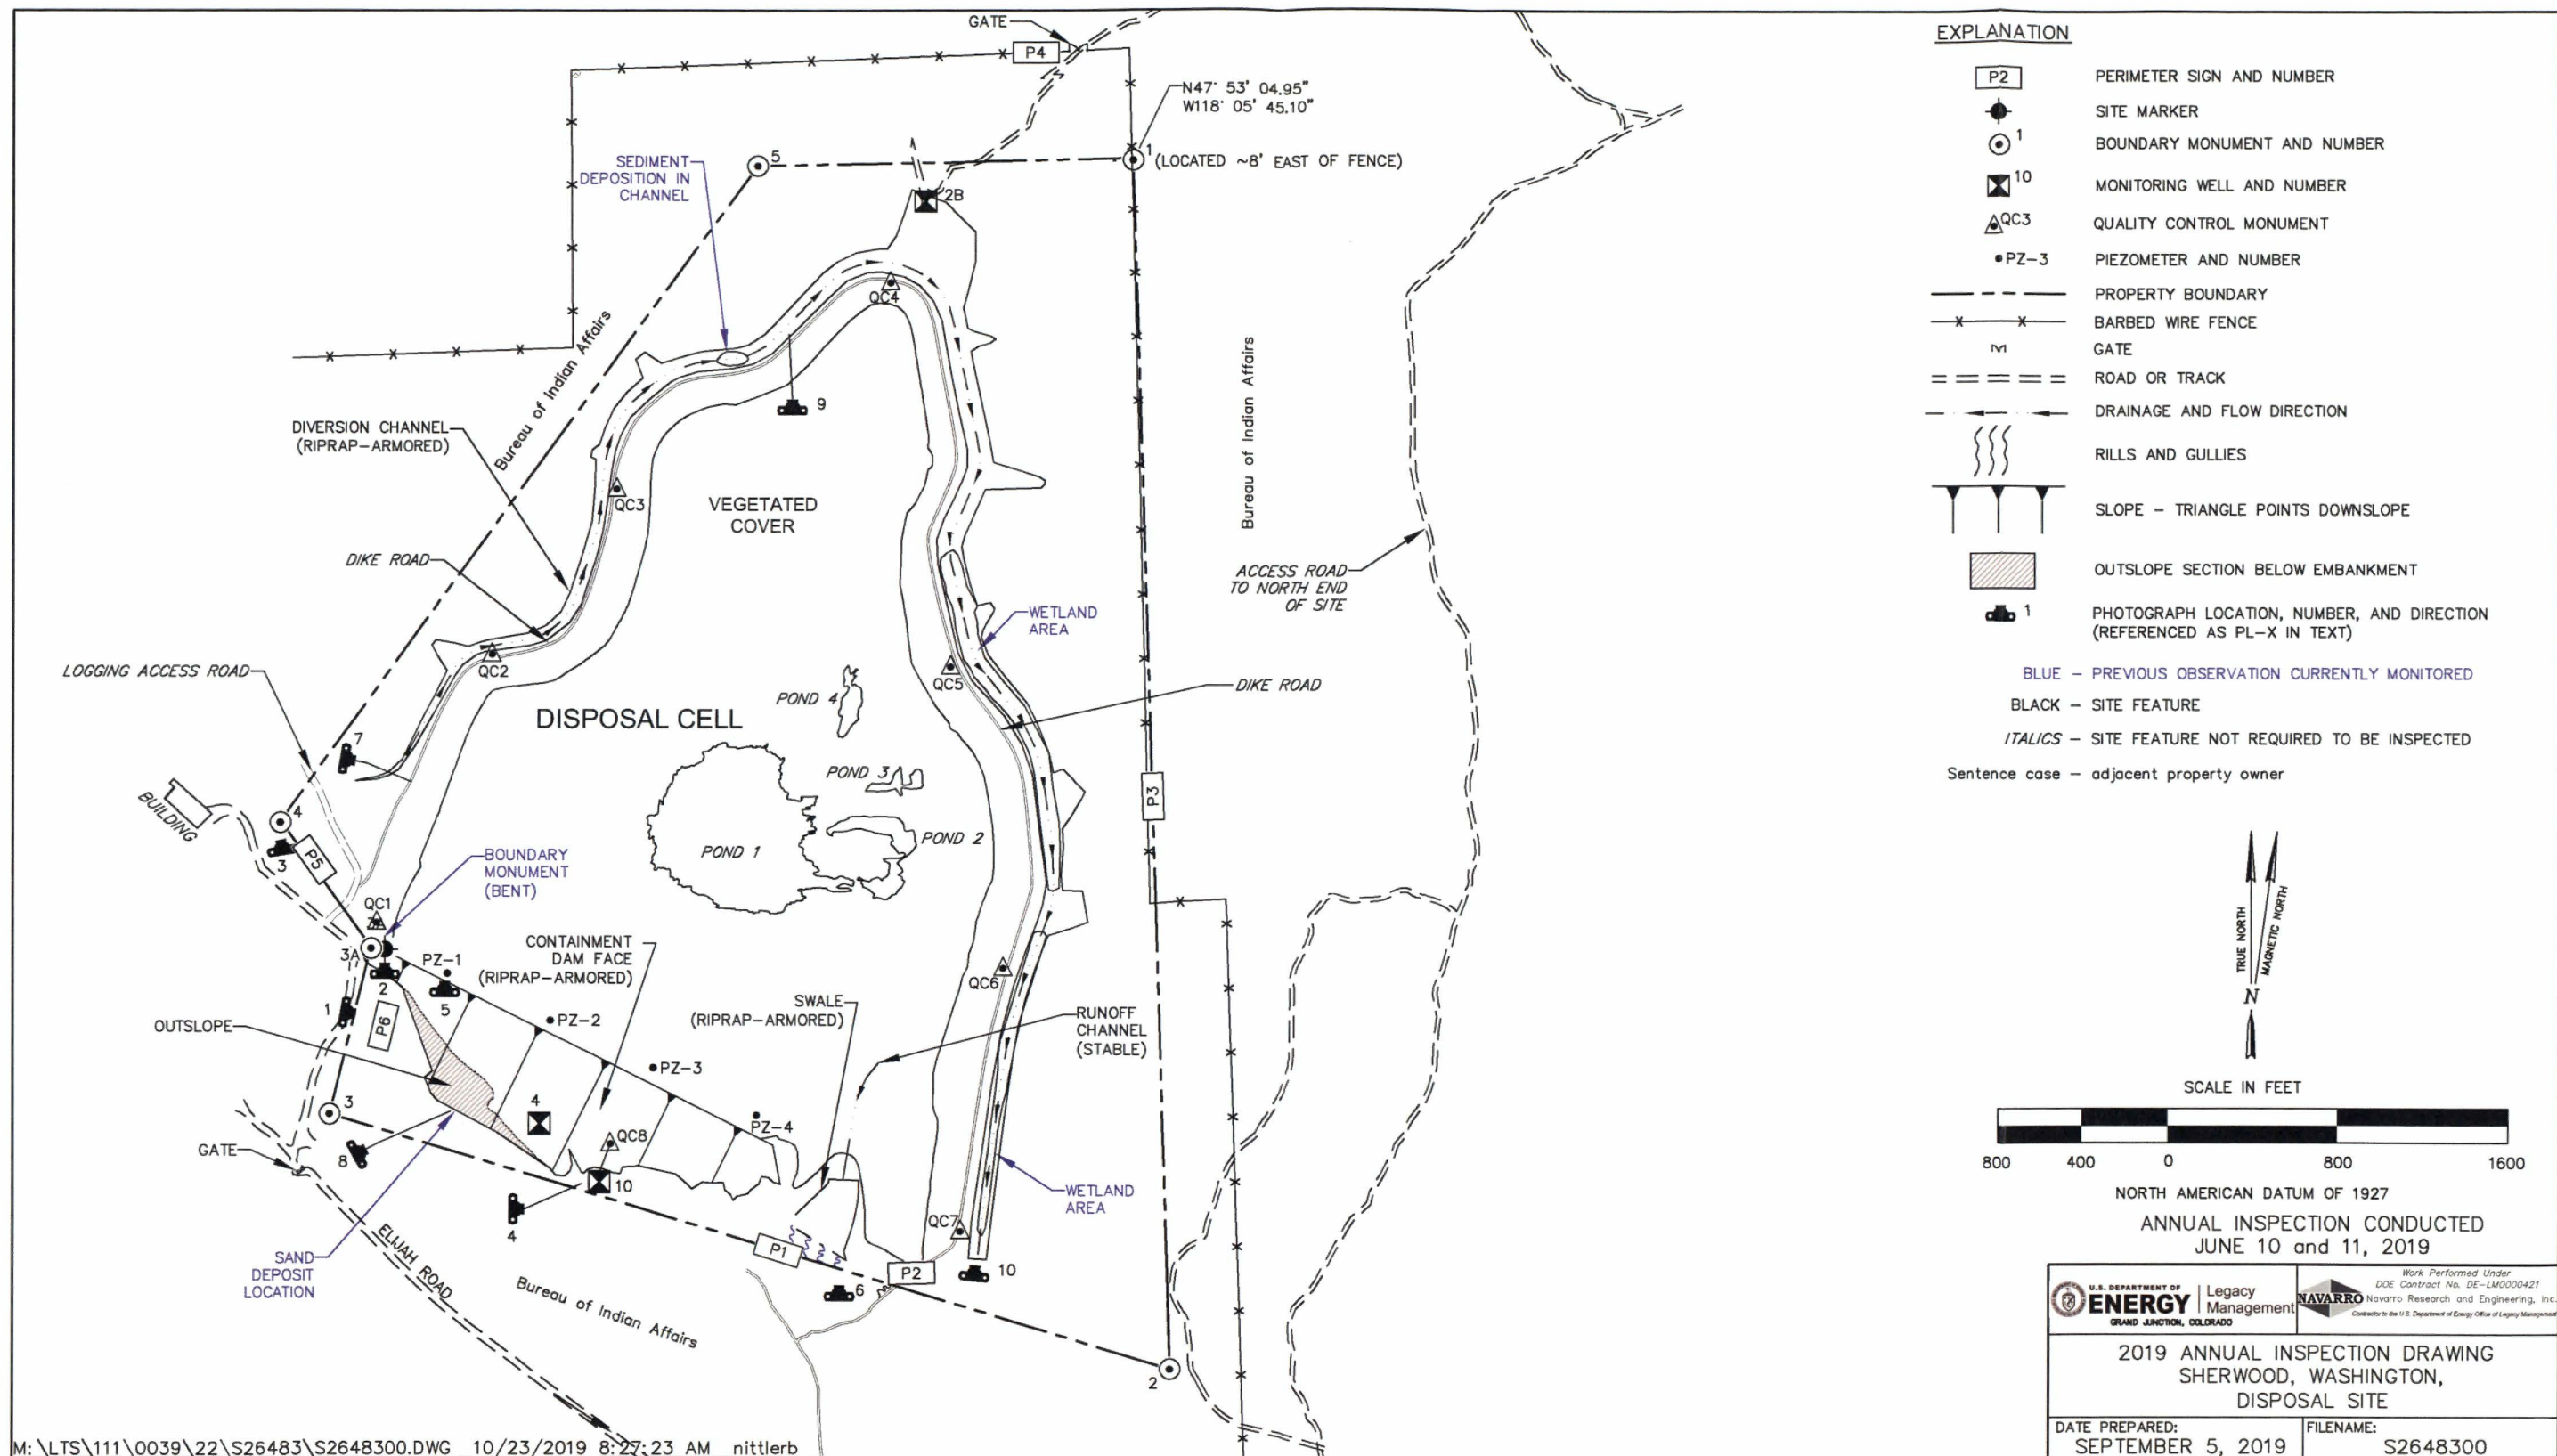 GATE
P4
N47° 53' 04.95"
W118° 05' 45.10"
5
1 (LOCATED ~8' EAST OF FENCE)
SEDIMENT
DEPOSITION IN
CHANNEL
2B
QC4
Bureau of Indian Affairs
Bureau of Indian Affairs
9
DIVERSION CHANNEL
(RIPRAP-ARMORED)
QC3
VEGETATED
COVER
DIKE ROAD
ACCESS ROAD
TO NORTH END
OF SITE
WETLAND
AREA
QC2
QC5
LOGGING ACCESS ROAD
POND 4
DIKE ROAD
DISPOSAL CELL
7
POND 3
P3
BUILDING
4
3
P5
POND 1
POND 2
BOUNDARY
MONUMENT
(BENT)
QC1
3A
PZ-1
CONTAINMENT
DAM FACE
(RIPRAP-ARMORED)
QC6
2
5
1
P6
PZ-2
SWALE
(RIPRAP-ARMORED)
RUNOFF
CHANNEL
(STABLE)
OUTSLOPE
PZ-3
3
4
PZ-4
QC8
GATE
8
10
WETLAND
AREA
4
QC7
P1
P2
10
SAND
DEPOSIT
LOCATION
ELIJAH ROAD
Bureau of Indian Affairs
6
2
M:\LTS\111\0039\22\S26483\S2648300.DWG 10/23/2019 8:27:23 AM nittlerb
EXPLANATION
P2 PERIMETER SIGN AND NUMBER
SITE MARKER
1 BOUNDARY MONUMENT AND NUMBER
10 MONITORING WELL AND NUMBER
QC3 QUALITY CONTROL MONUMENT
PZ-3 PIEZOMETER AND NUMBER
PROPERTY BOUNDARY
BARBED WIRE FENCE
GATE
ROAD OR TRACK
DRAINAGE AND FLOW DIRECTION
RILLS AND GULLIES
SLOPE - TRIANGLE POINTS DOWNSLOPE
OUTSLOPE SECTION BELOW EMBANKMENT
1 PHOTOGRAPH LOCATION, NUMBER, AND DIRECTION
(REFERENCED AS PL-X IN TEXT)
BLUE - PREVIOUS OBSERVATION CURRENTLY MONITORED
BLACK - SITE FEATURE
ITALICS - SITE FEATURE NOT REQUIRED TO BE INSPECTED
Sentence case - adjacent property owner
TRUE NORTH
MAGNETIC NORTH
N
SCALE IN FEET
800 400 0 800 1600
NORTH AMERICAN DATUM OF 1927
ANNUAL INSPECTION CONDUCTED
JUNE 10 and 11, 2019
U.S. DEPARTMENT OF
ENERGY
Legacy
Management
GRAND JUNCTION, COLORADO
Work Performed Under
DOE Contract No. DE-LM0000421
NAVARRO Navarro Research and Engineering, Inc.
Contractor to the U.S. Department of Energy Office of Legacy Management
2019 ANNUAL INSPECTION DRAWING
SHERWOOD, WASHINGTON,
DISPOSAL SITE
DATE PREPARED:
SEPTEMBER 5, 2019
FILENAME:
S2648300